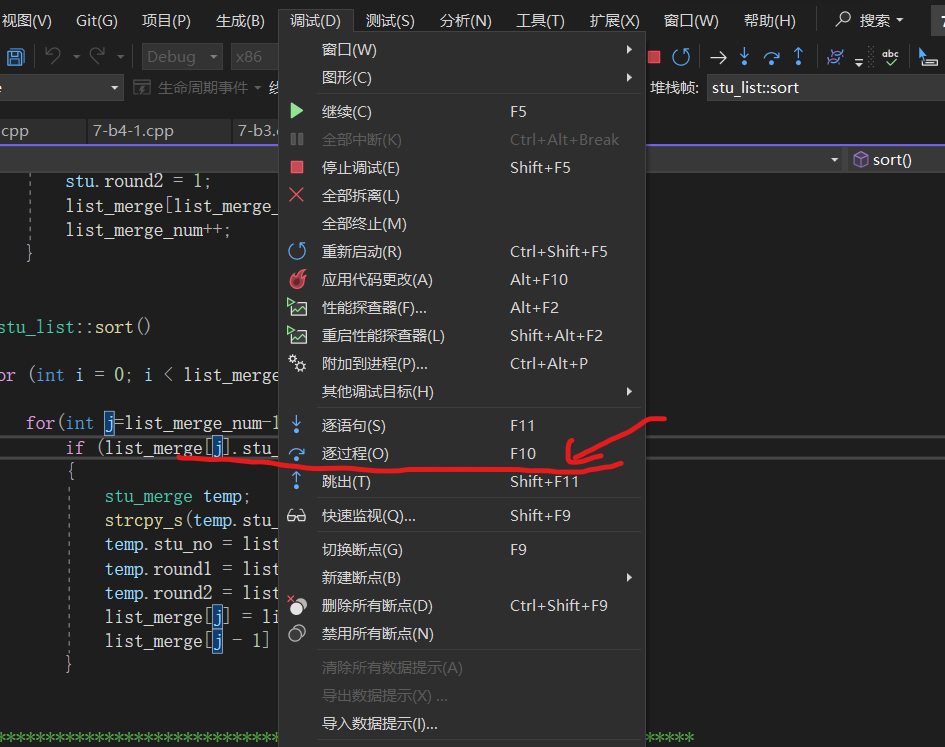 视图(V) Git(G) 项目(P) 生成(B) 调试(D) 测试(S) 分析(N) 工具(T) 扩展(X) 窗口(W) 帮助(H) 搜索
Debug x86
生命周期事件 线 堆栈帧: stu_list::sort
cpp 7-b4-1.cpp 7-b3.
sort()
stu.round2 = 1;
list_merge[list_merge_
list_merge_num++;
}
stu_list::sort()
or (int i = 0; i < list_merge
for(int j=list_merge_num-1
if (list_merge[j].stu_
{
stu_merge temp;
strcpy_s(temp.stu_
temp.stu_no = list
temp.round1 = list
temp.round2 = list
list_merge[j] = li
list_merge[j - 1]
}
窗口(W)
图形(C)
继续(C) F5
全部中断(K) Ctrl+Alt+Break
停止调试(E) Shift+F5
全部拆离(L)
全部终止(M)
重新启动(R) Ctrl+Shift+F5
应用代码更改(A) Alt+F10
性能探查器(F)... Alt+F2
重启性能探查器(L) Shift+Alt+F2
附加到进程(P)... Ctrl+Alt+P
其他调试目标(H)
逐语句(S) F11
逐过程(O) F10
跳出(T) Shift+F11
快速监视(Q)... Shift+F9
切换断点(G) F9
新建断点(B)
删除所有断点(D) Ctrl+Shift+F9
禁用所有断点(N)
清除所有数据提示(A)
导出数据提示(X) ...
导入数据提示(I)...